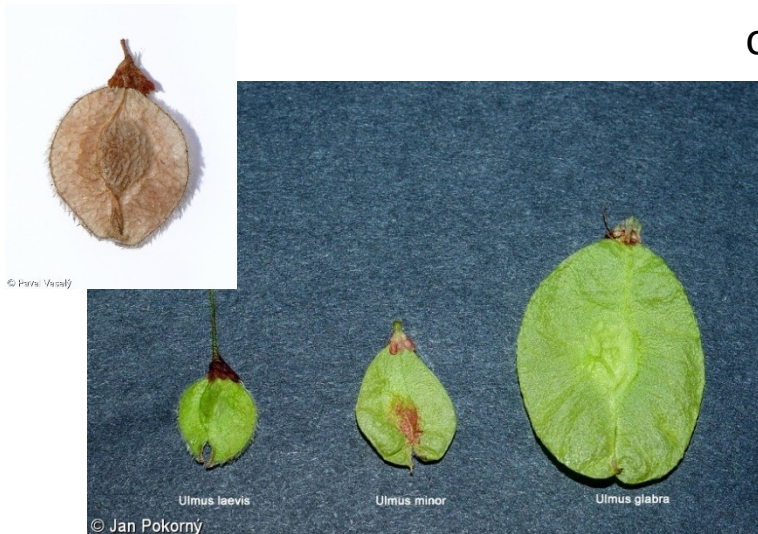 © Pavel Veselý
Ulmus laevis
Ulmus minor
Ulmus glabra
© Jan Pokorný